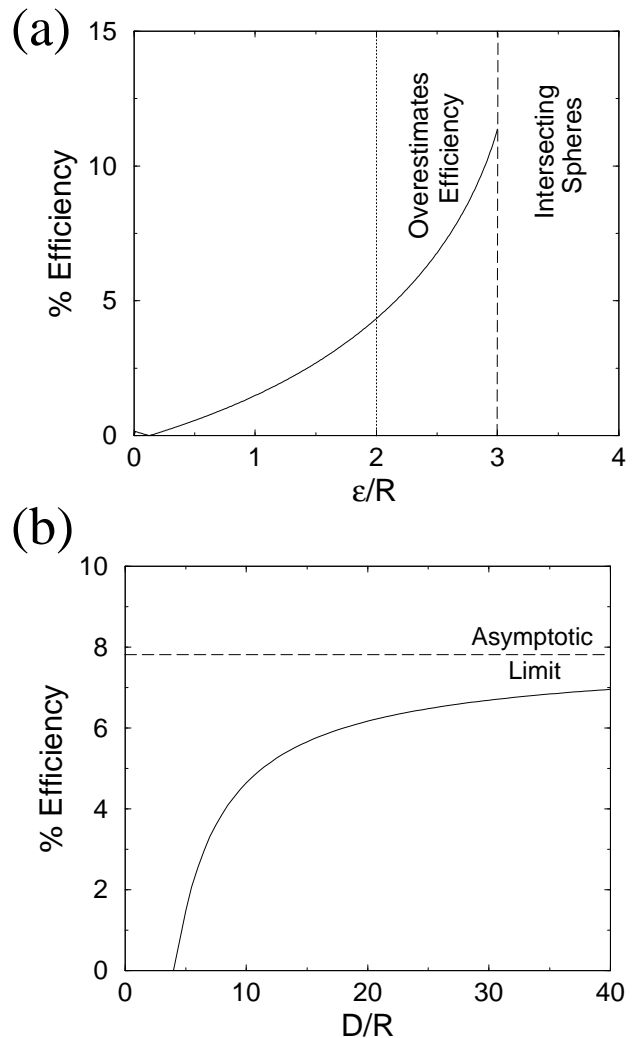 (a)
15
10
5
0
% Efficiency
Overestimates
Efficiency
Intersecting
Spheres
0 1 2 3 4
ε/R
(b)
10
8
6
4
2
0
% Efficiency
Asymptotic
Limit
0 10 20 30 40
D/R